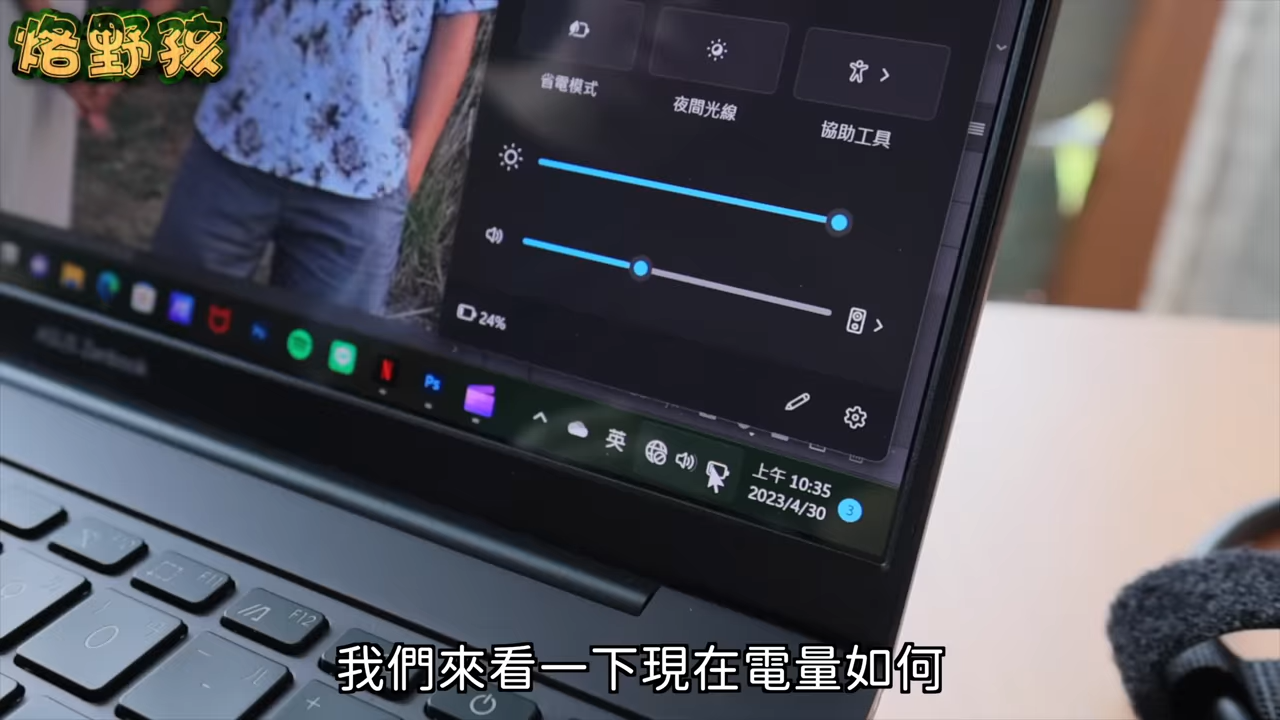 烙野孩
省電模式
夜間光線
協助工具
24%
Ps
英
上午 10:35
2023/4/30
3
F11
F12
我們來看一下現在電量如何